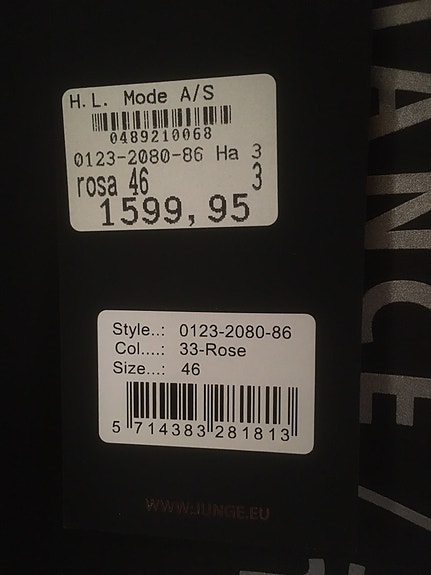 H. L. Mode A/S
0489210068
0123-2080-86 Ha 3
rosa 46 3
1599,95
Style..: 0123-2080-86
Col....: 33-Rose
Size...: 46
5 714383 281813
WWW.JUNGE.EU
ANCE